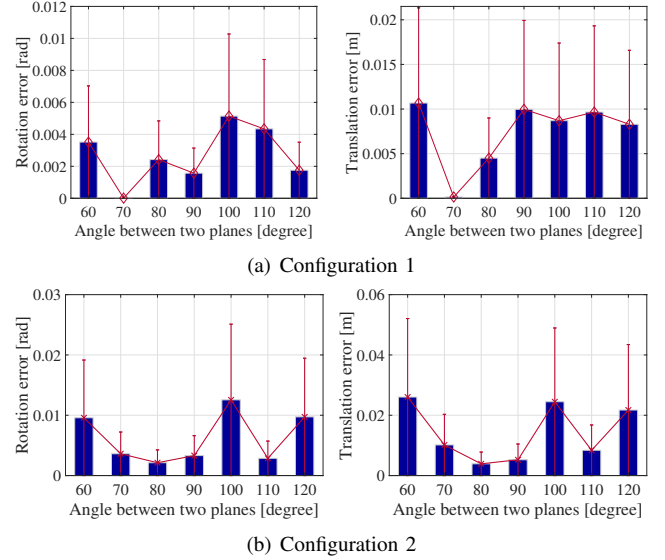 Rotation error [rad]
0.012
0.01
0.008
0.006
0.004
0.002
0
60 70 80 90 100 110 120
Angle between two planes [degree]
Translation error [m]
0.02
0.015
0.01
0.005
0
60 70 80 90 100 110 120
Angle between two planes [degree]
(a) Configuration 1
Rotation error [rad]
0.03
0.02
0.01
0
60 70 80 90 100 110 120
Angle between two planes [degree]
Translation error [m]
0.06
0.04
0.02
0
60 70 80 90 100 110 120
Angle between two planes [degree]
(b) Configuration 2